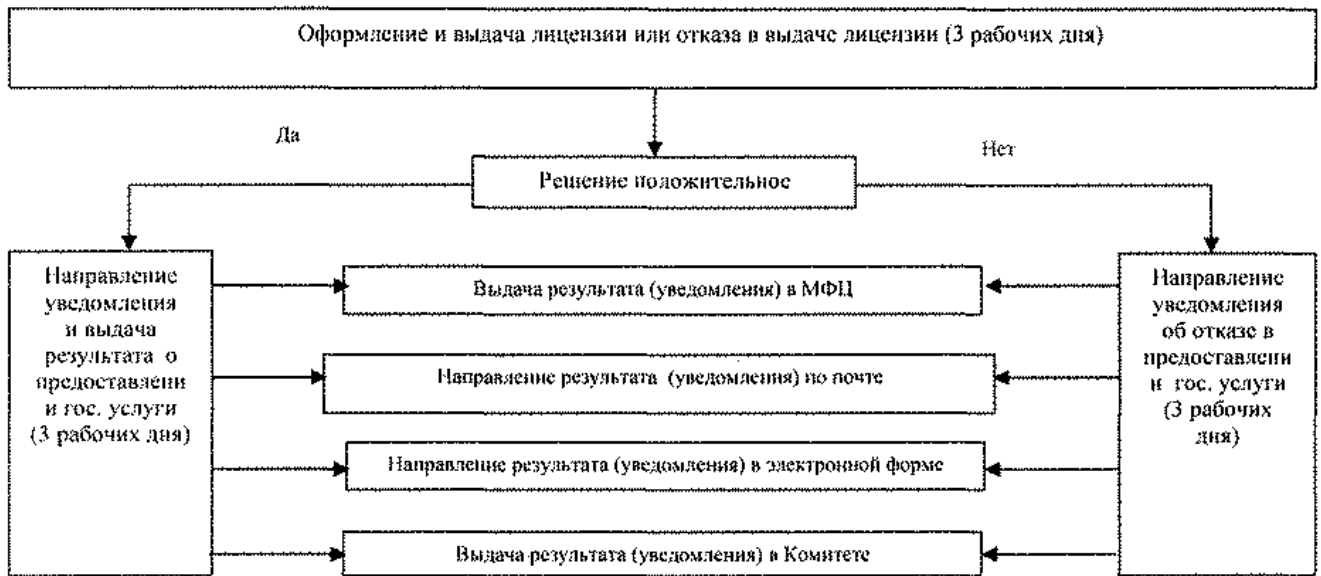 Оформление и выдача лицензии или отказа в выдаче лицензии (3 рабочих дня)
Да
Нет
Решение положительное
Направление
уведомления
и выдача
результата о
предоставлени
и гос. услуги
(3 рабочих дня)
Выдача результата (уведомления) в МФЦ
Направление результата (уведомления) по почте
Направление результата (уведомления) в электронной форме
Выдача результата (уведомления) в Комитете
Направление
уведомления
об отказе в
предоставлени
и гос. услуги
(3 рабочих
дня)